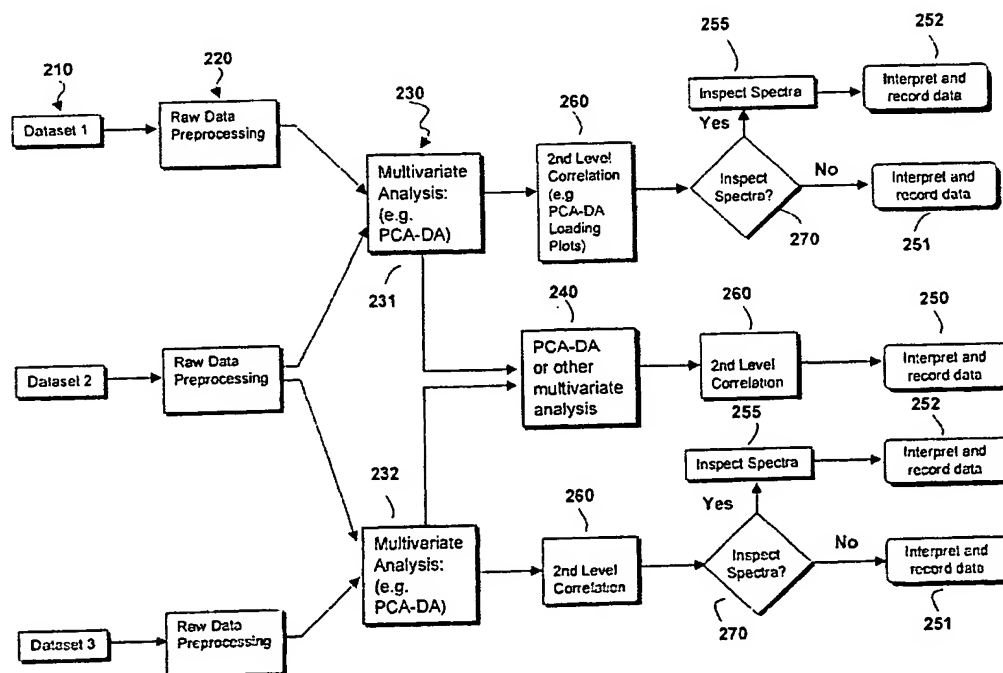 255
252
210
220
230
260
Inspect Spectra
Interpret and
record data
Dataset 1
Raw Data
Preprocessing
Yes
Multivariate
Analysis:
(e.g.
PCA-DA)
2nd Level
Correlation
(e.g
PCA-DA
Loading
Plots)
Inspect
Spectra?
No
Interpret and
record data
270
251
231
240
260
250
Dataset 2
Raw Data
Preprocessing
PCA-DA
or other
multivariate
analysis
2nd Level
Correlation
Interpret and
record data
255
252
232
260
Inspect Spectra
Interpret and
record data
Yes
Multivariate
Analysis:
(e.g.
PCA-DA)
2nd Level
Correlation
Inspect
Spectra?
No
Interpret and
record data
270
251
Dataset 3
Raw Data
Preprocessing